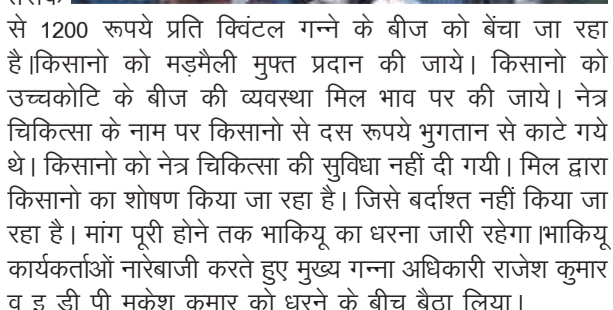 से 1200 रूपये प्रति क्विंटल गन्ने के बीज को बेंचा जा रहा
है।किसानो को मड़मैली मुफ्त प्रदान की जाये। किसानो को
उच्चकोटि के बीज की व्यवस्था मिल भाव पर की जाये। नेत्र
चिकित्सा के नाम पर किसानो से दस रूपये भुगतान से काटे गये
थे। किसानो को नेत्र चिकित्सा की सुविधा नहीं दी गयी। मिल द्वारा
किसानो का शोषण किया जा रहा है। जिसे बर्दाश्त नहीं किया जा
रहा है। मांग पूरी होने तक भाकियू का धरना जारी रहेगा।भाकियू
कार्यकर्ताओं नारेबाजी करते हुए मुख्य गन्ना अधिकारी राजेश कुमार
व इ डी पी मुकेश कुमार को धरने के बीच बैठा लिया।